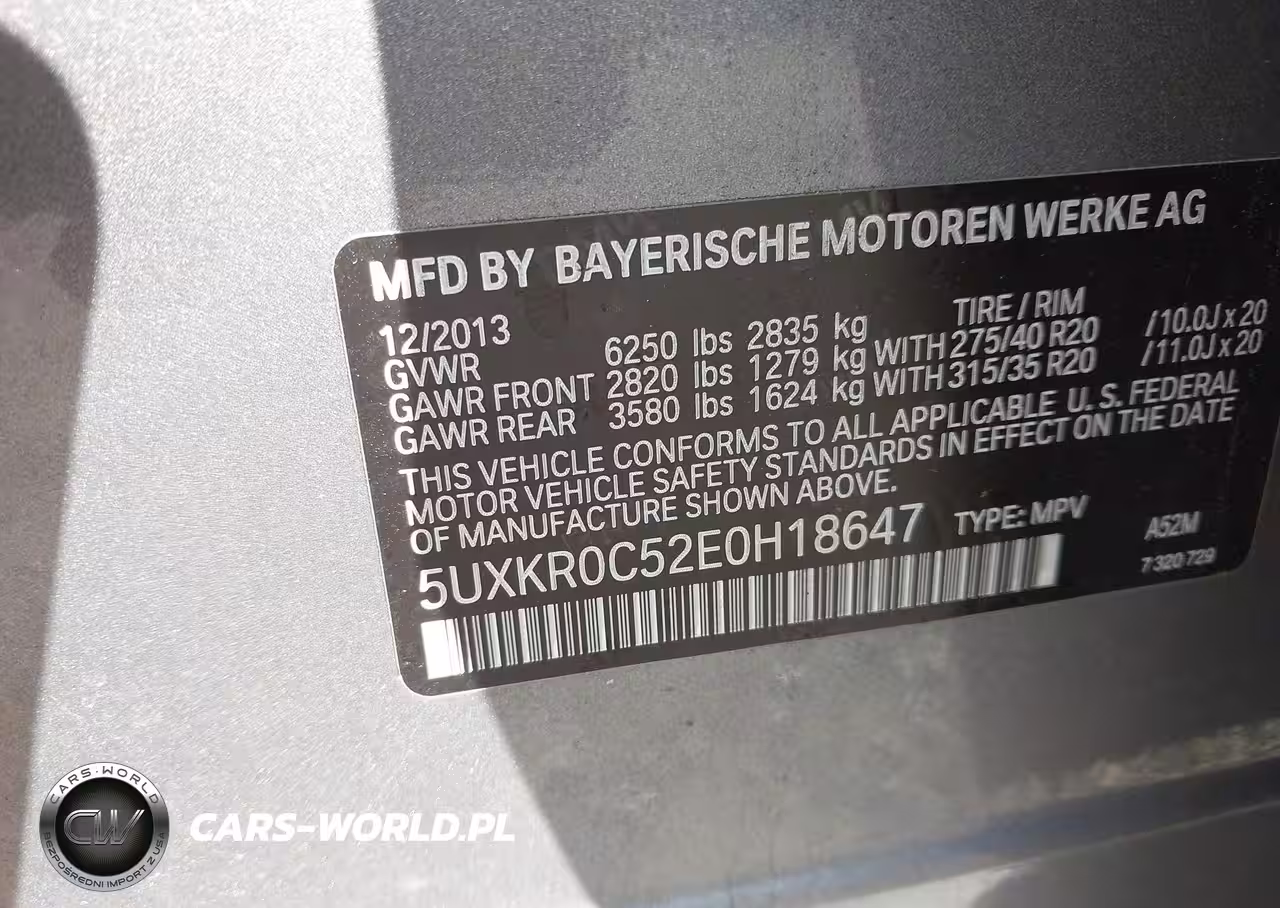 MFD BY BAYERISCHE MOTOREN WERKE AG
12/2013 TIRE / RIM
GVWR 6250 lbs 2835 kg
GAWR FRONT 2820 lbs 1279 kg WITH 275/40 R20 /10.0J x 20
GAWR REAR 3580 lbs 1624 kg WITH 315/35 R20 /11.0J x 20
THIS VEHICLE CONFORMS TO ALL APPLICABLE U.S. FEDERAL
MOTOR VEHICLE SAFETY STANDARDS IN EFFECT ON THE DATE
OF MANUFACTURE SHOWN ABOVE.
5UXKR0C52E0H18647 TYPE: MPV A52M
7 320 729
CARS-WORLD
CW
BEZPOŚREDNI IMPORT Z USA
CARS-WORLD.PL